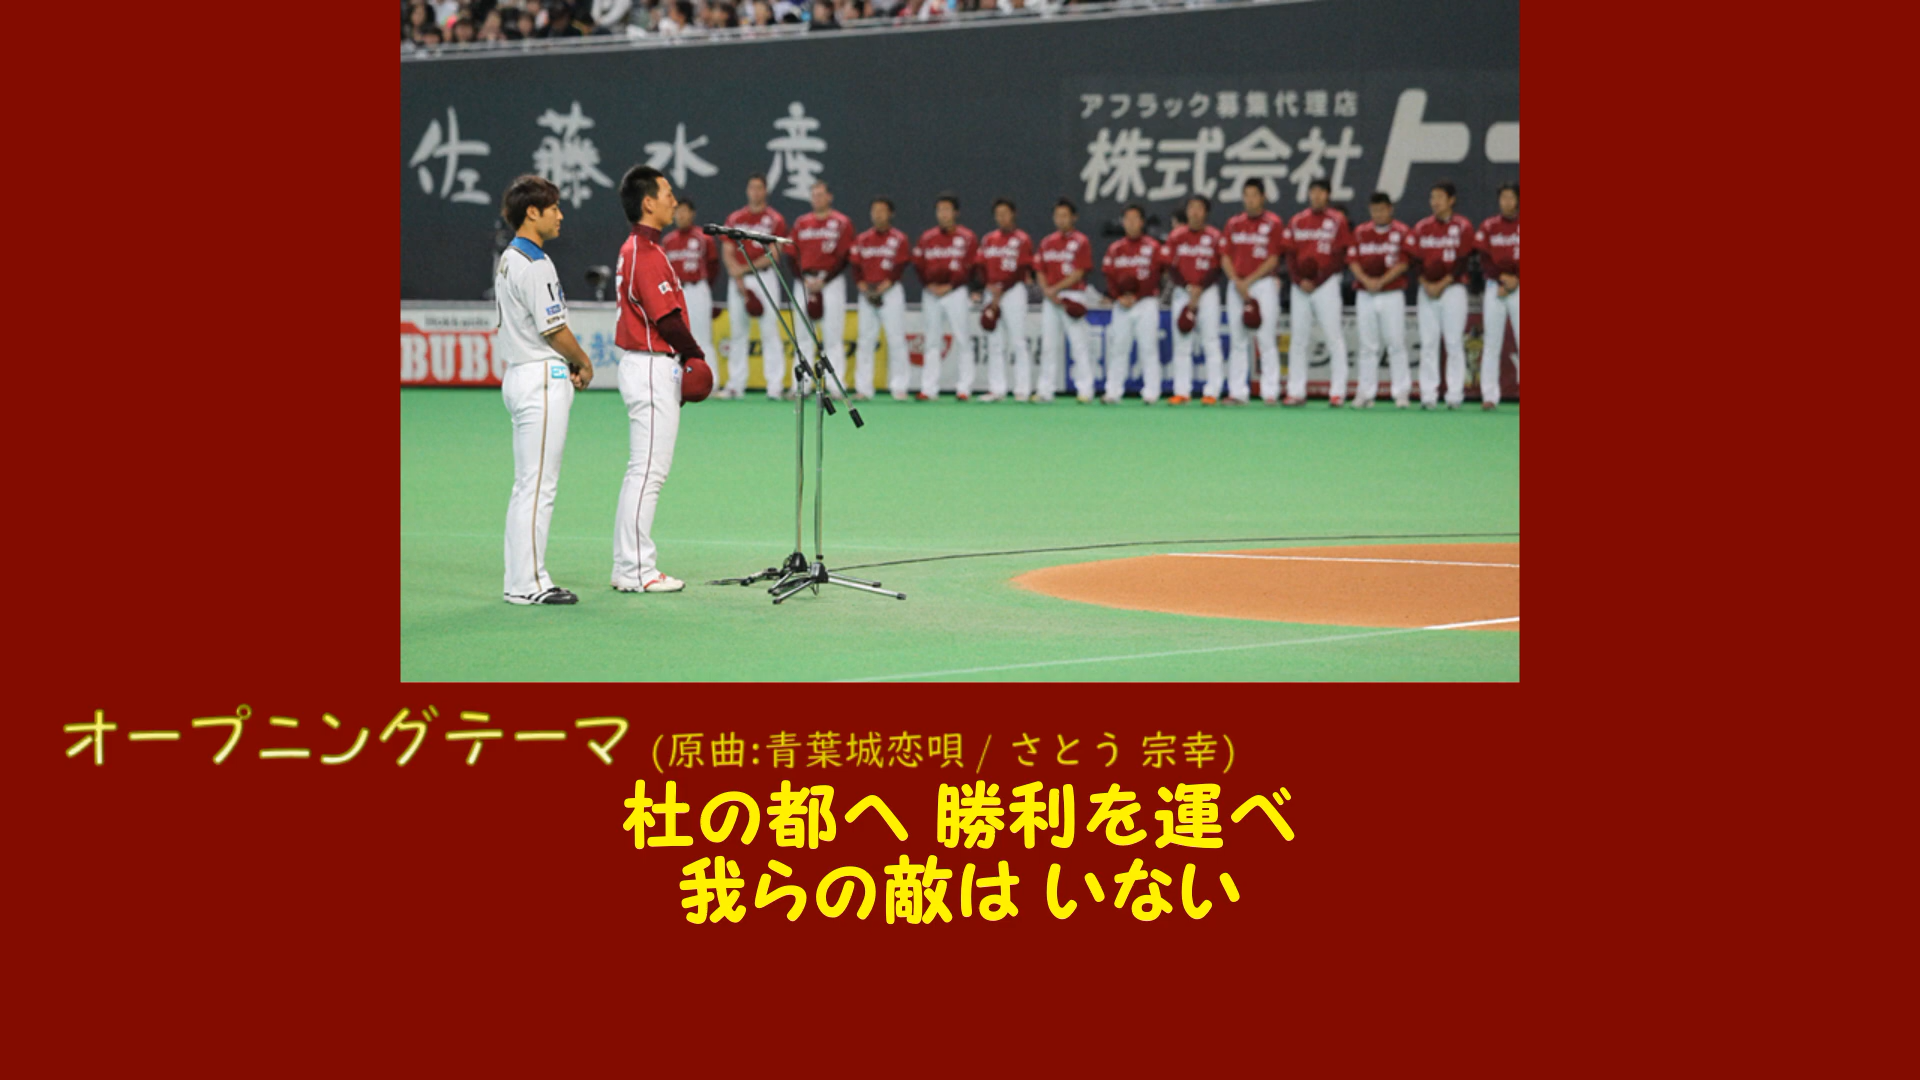 佐藤水産
アフラック募集代理店
株式会社
BUBU
オープニングテーマ (原曲:青葉城恋唄 / さとう 宗幸)
杜の都へ 勝利を運べ
我らの敵は いない